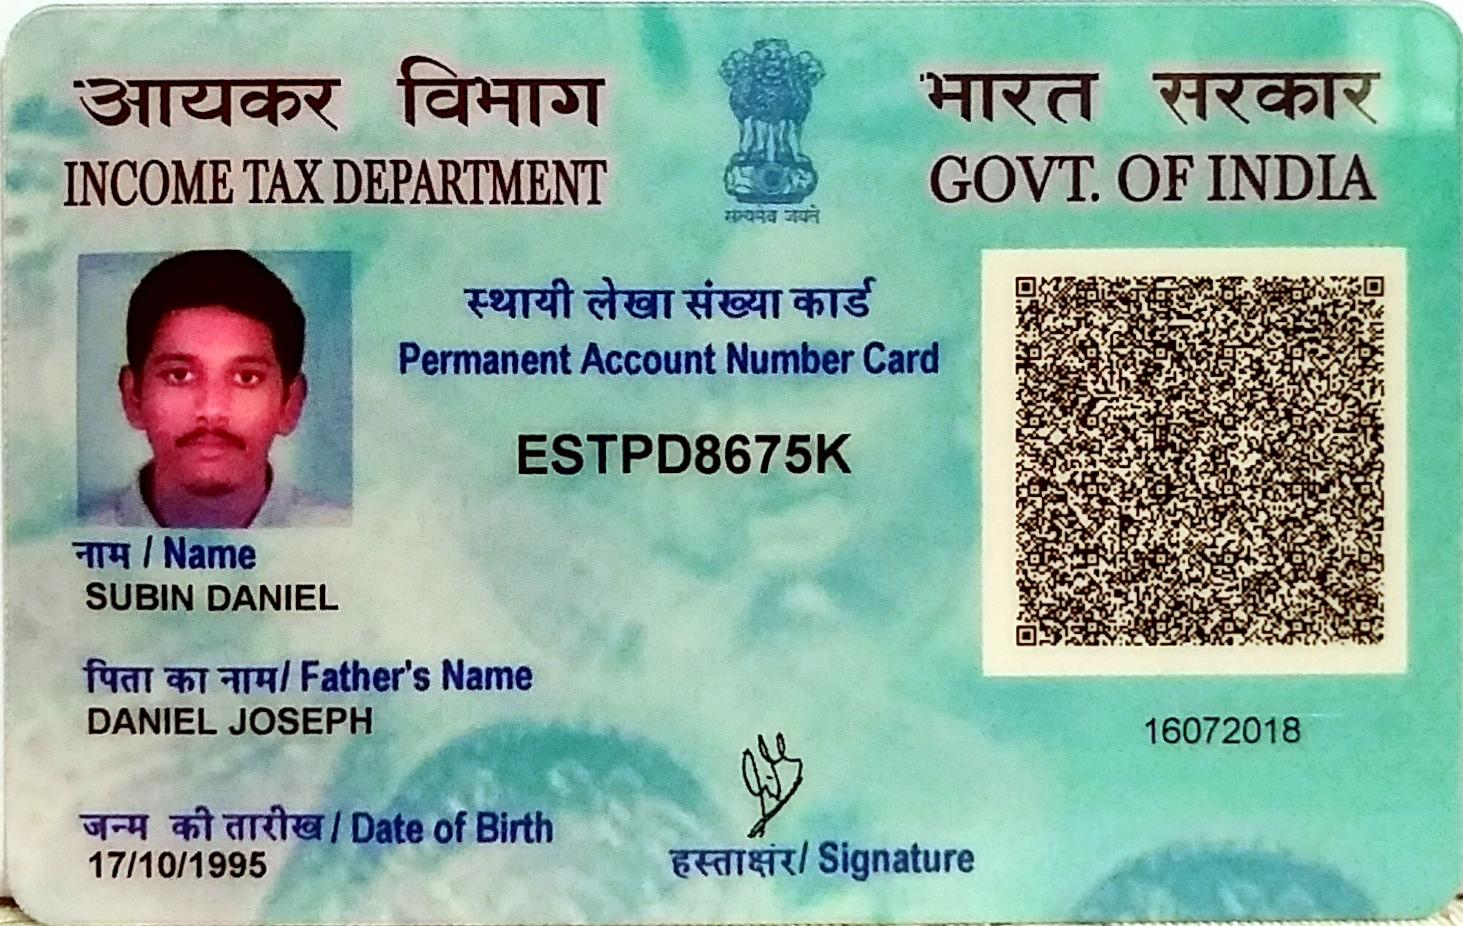 आयकर विभाग
INCOME TAX DEPARTMENT
सत्यमेव जयते
भारत सरकार
GOVT. OF INDIA
स्थायी लेखा संख्या कार्ड
Permanent Account Number Card
ESTPD8675K
नाम / Name
SUBIN DANIEL
पिता का नाम/ Father's Name
DANIEL JOSEPH
16072018
जन्म की तारीख / Date of Birth
17/10/1995
हस्ताक्षर/ Signature